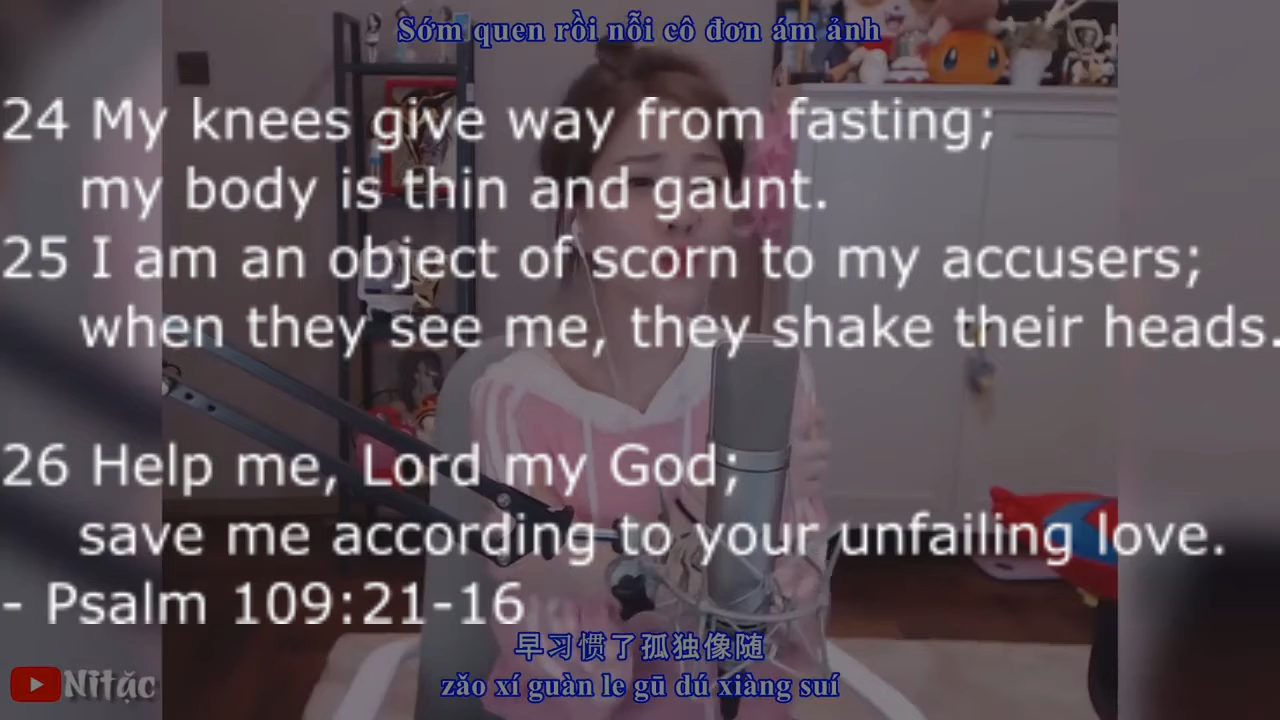 Sớm quen rồi nỗi cô đơn ám ảnh
24 My knees give way from fasting;
my body is thin and gaunt.
25 I am an object of scorn to my accusers;
when they see me, they shake their heads.
26 Help me, Lord my God;
save me according to your unfailing love.
- Psalm 109:21-16
早习惯了孤独像随
zǎo xí guàn le gū dú xiàng suí
Nītặc